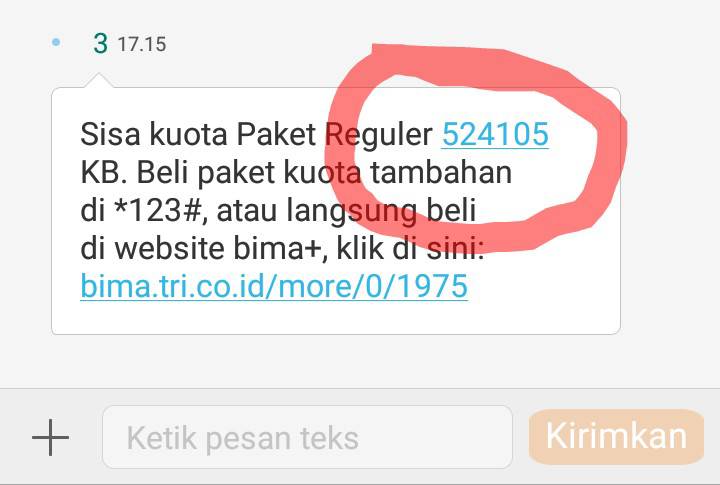 3 17.15
Sisa kuota Paket Reguler 524105
KB. Beli paket kuota tambahan
di *123#, atau langsung beli
di website bima+, klik di sini:
bima.tri.co.id/more/0/1975
Ketik pesan teks
Kirimkan